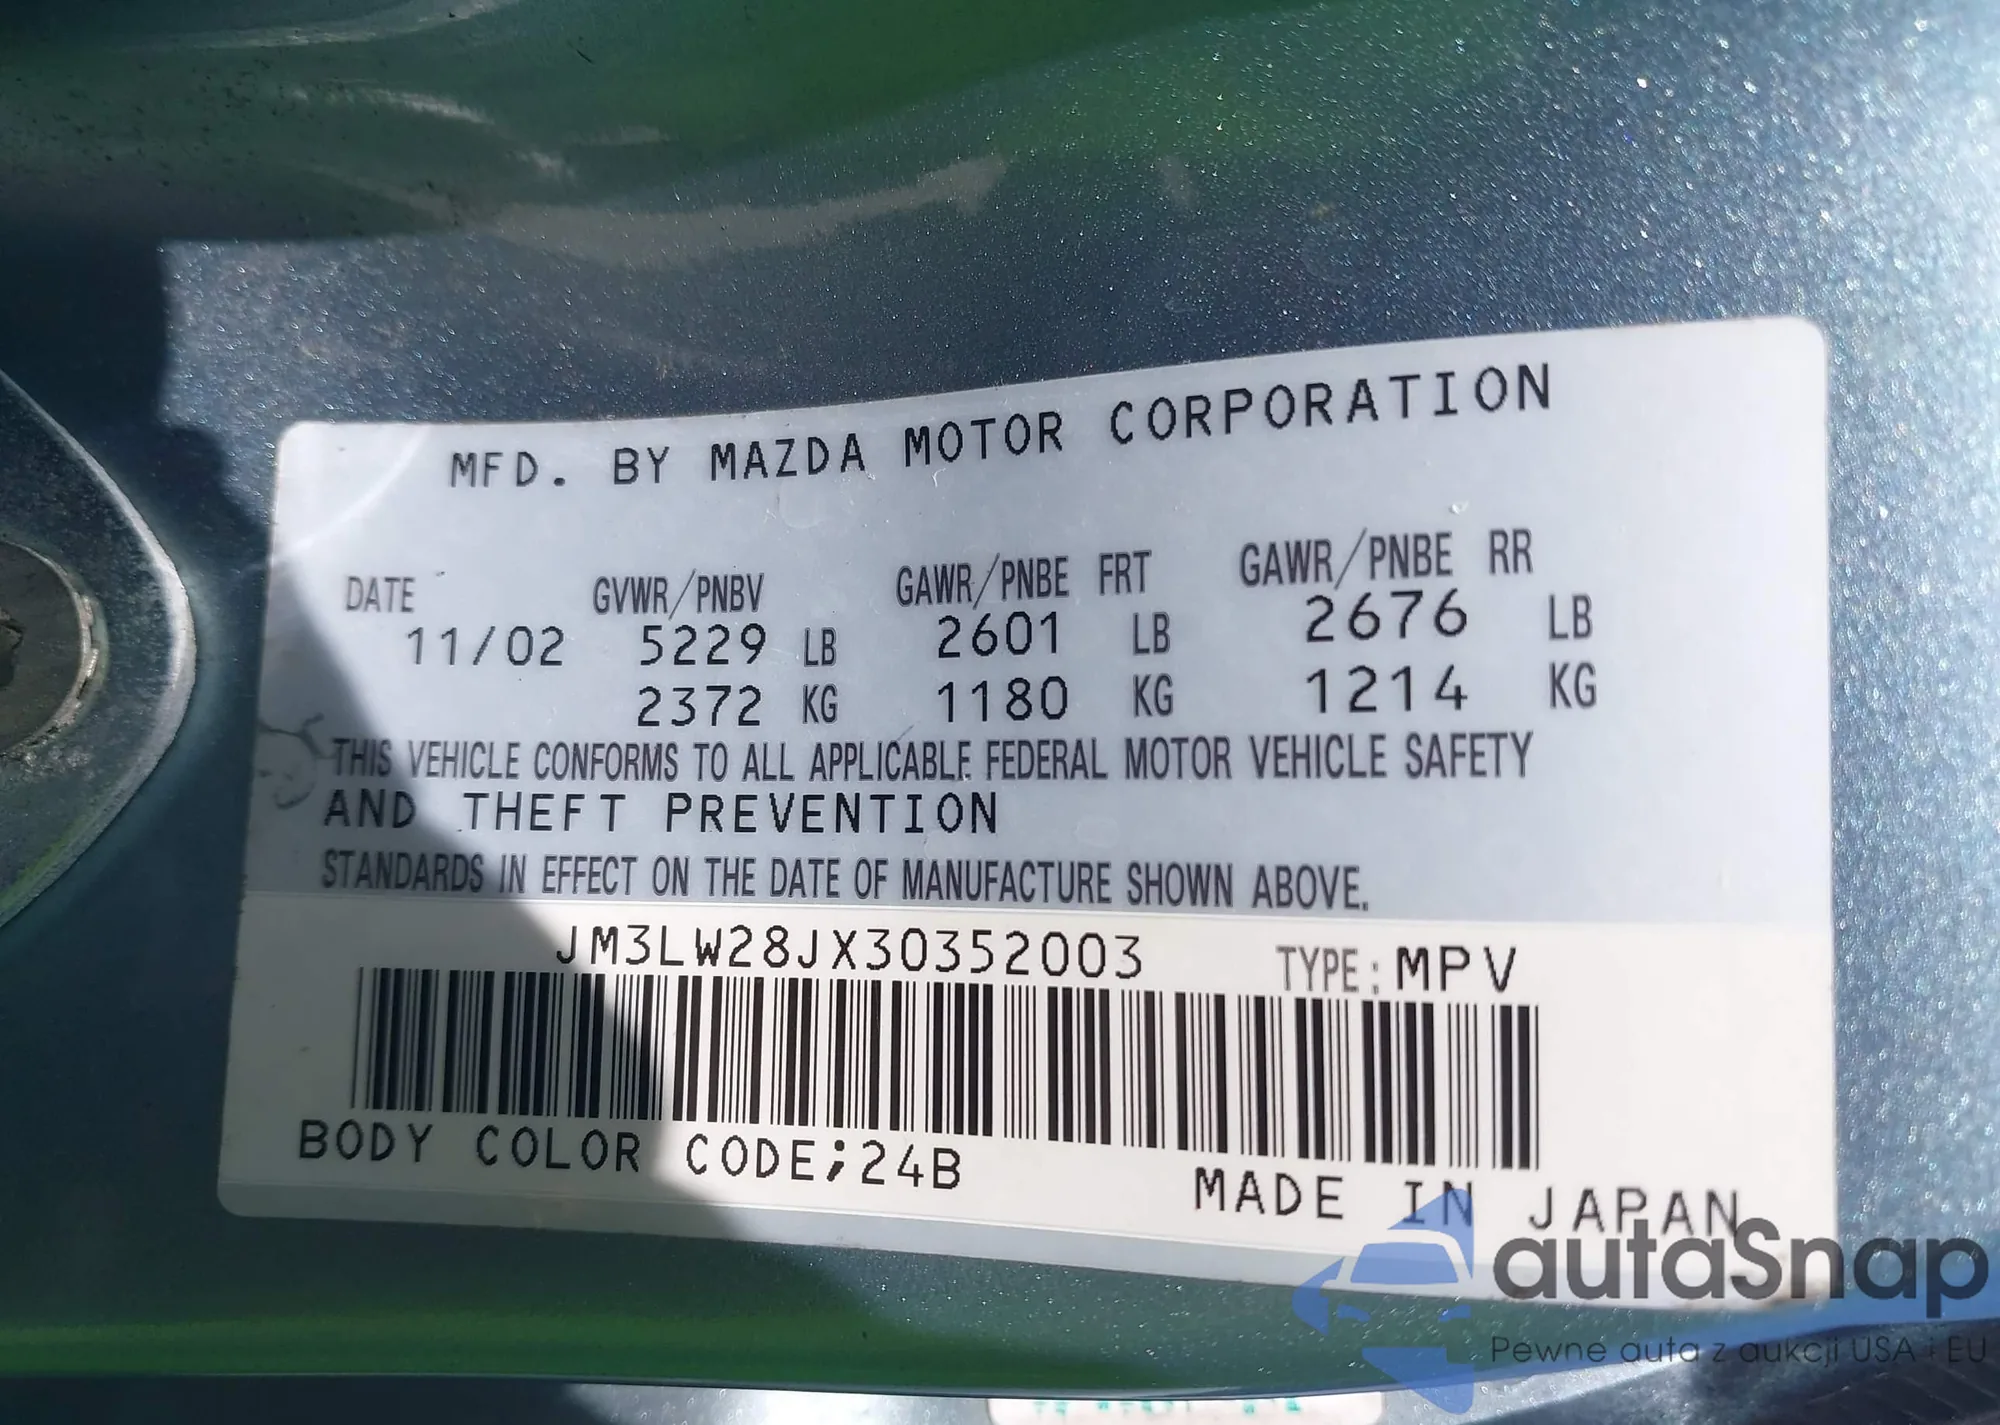 MFD. BY MAZDA MOTOR CORPORATION
DATE GVWR/PNBV GAWR/PNBE FRT GAWR/PNBE RR
11/02 5229 LB 2601 LB 2676 LB
2372 KG 1180 KG 1214 KG
THIS VEHICLE CONFORMS TO ALL APPLICABLE FEDERAL MOTOR VEHICLE SAFETY
AND THEFT PREVENTION
STANDARDS IN EFFECT ON THE DATE OF MANUFACTURE SHOWN ABOVE.
JM3LW28JX30352003 TYPE: MPV
BODY COLOR CODE;24B
MADE IN JAPAN
autaSnap
Pewne auta z aukcji USA i EU